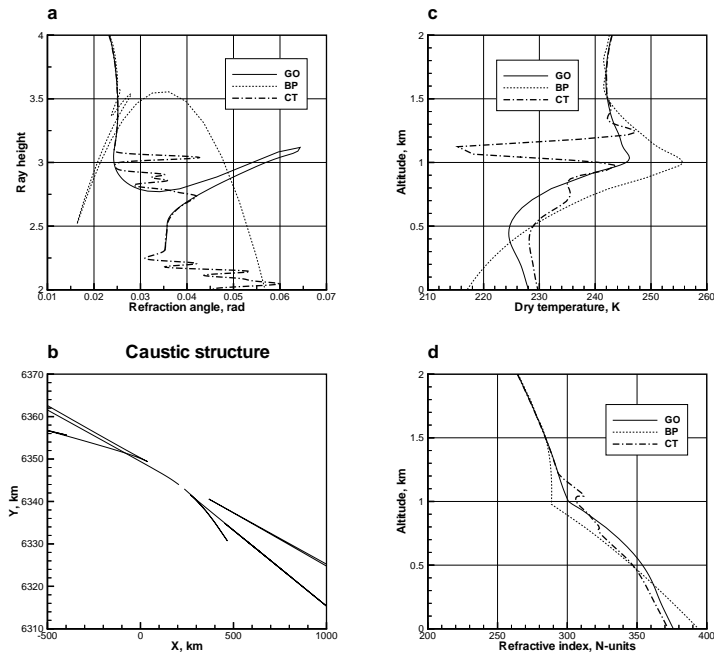 a
4
3.5
3
2.5
2
Ray height
0.01
0.02
0.03
0.04
0.05
0.06
0.07
Refraction angle, rad
GO
BP
CT
c
2
1.5
1
0.5
0
Altitude, km
210
220
230
240
250
260
Dry temperature, K
GO
BP
CT
b
Caustic structure
6370
6360
6350
6340
6330
6320
6310
Y, km
-500
0
500
1000
X, km
d
2
1.5
1
0.5
0
Altitude, km
200
250
300
350
400
Refractive index, N-units
GO
BP
CT